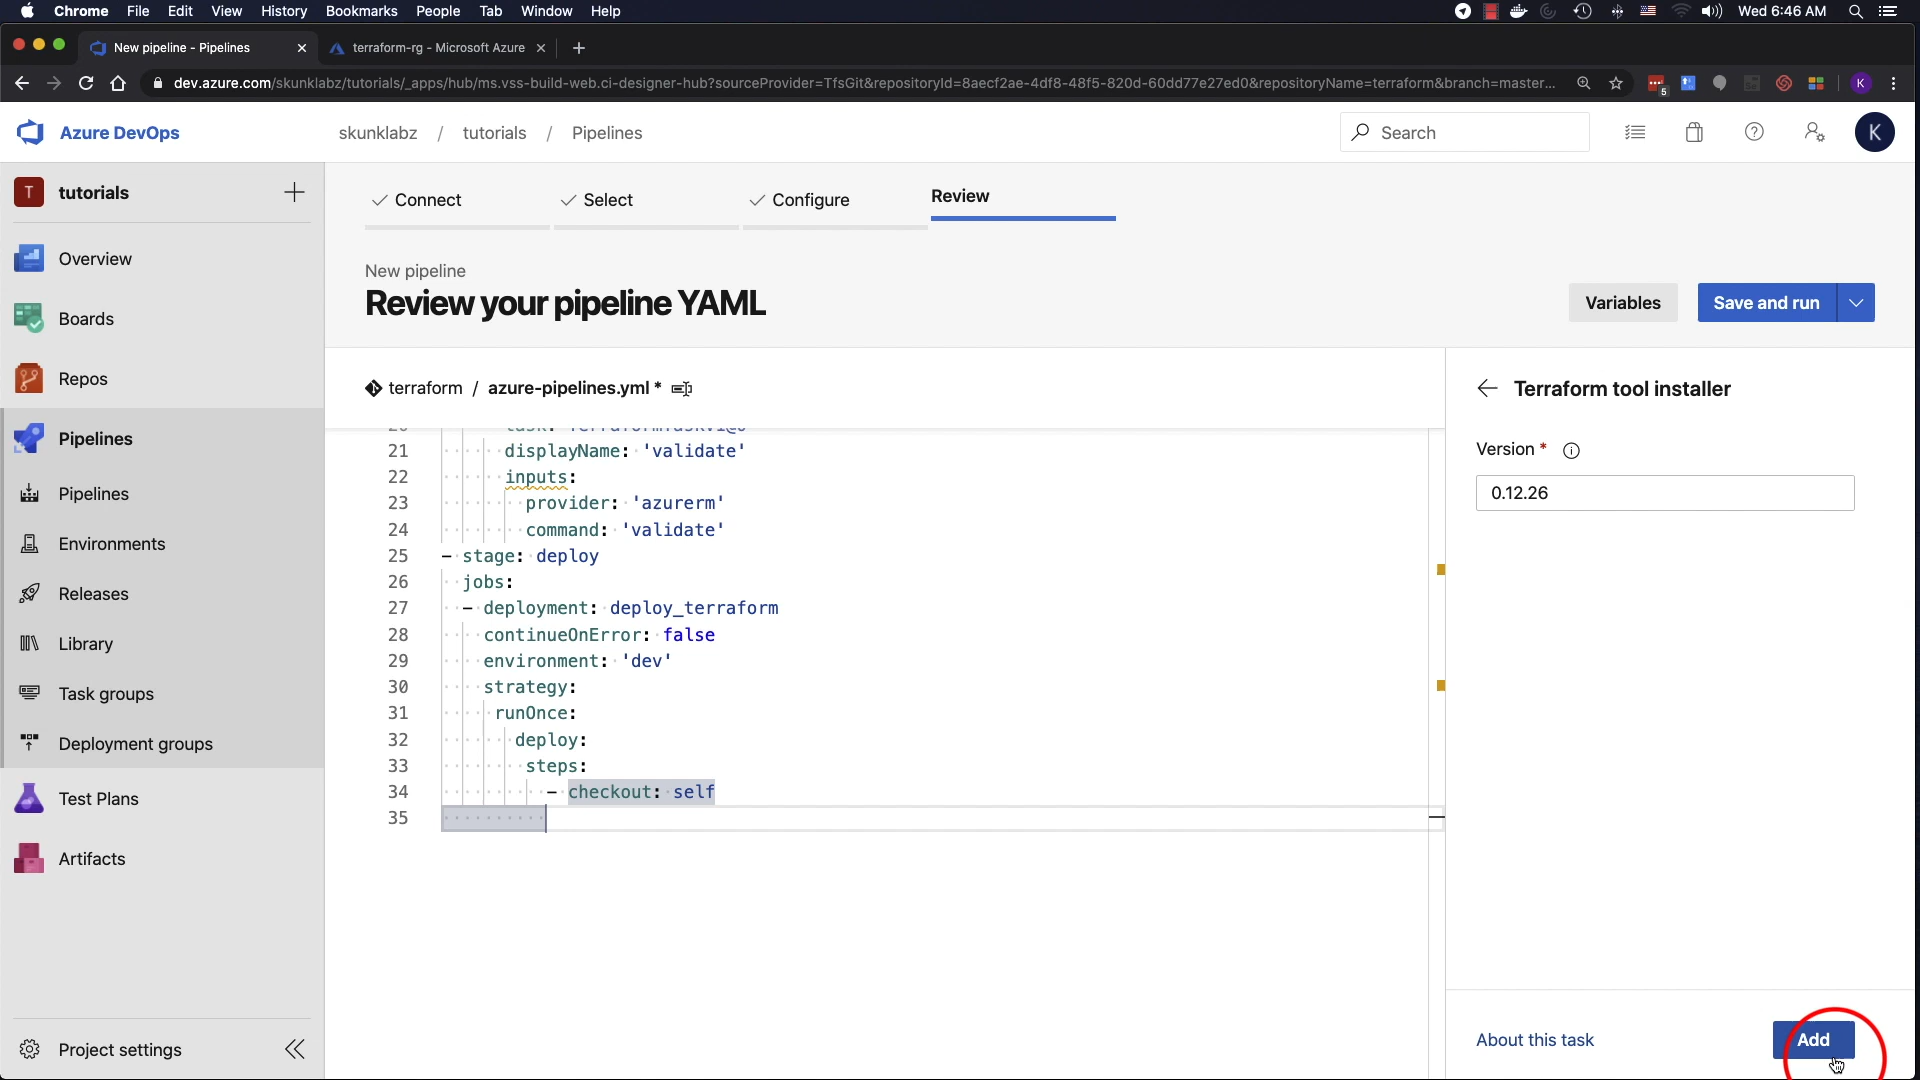 Chrome File Edit View History Bookmarks People Tab Window Help Wed 6:46 AM
New pipeline - Pipelines terraform-rg - Microsoft Azure
dev.azure.com/skunklabz/tutorials/_apps/hub/ms.vss-build-web.ci-designer-hub?sourceProvider=TfsGit&repositoryId=8aecf2ae-4df8-48f5-820d-60dd77e27ed0&repositoryName=terraform&branch=master... 5 K
Azure DevOps skunklabz / tutorials / Pipelines Search K
T tutorials
Connect Select Configure Review
Overview
New pipeline
Review your pipeline YAML
Variables Save and run
Boards
Repos
Pipelines
Pipelines
Environments
Releases
Library
Task groups
Deployment groups
Test Plans
Artifacts
Project settings
terraform / azure-pipelines.yml *
21 displayName: 'validate'
22 inputs:
23 provider: 'azurerm'
24 command: 'validate'
25 - stage: deploy
26 jobs:
27 - deployment: deploy_terraform
28 continueOnError: false
29 environment: 'dev'
30 strategy:
31 runOnce:
32 deploy:
33 steps:
34 - checkout: self
35
Terraform tool installer
Version *
0.12.26
About this task Add